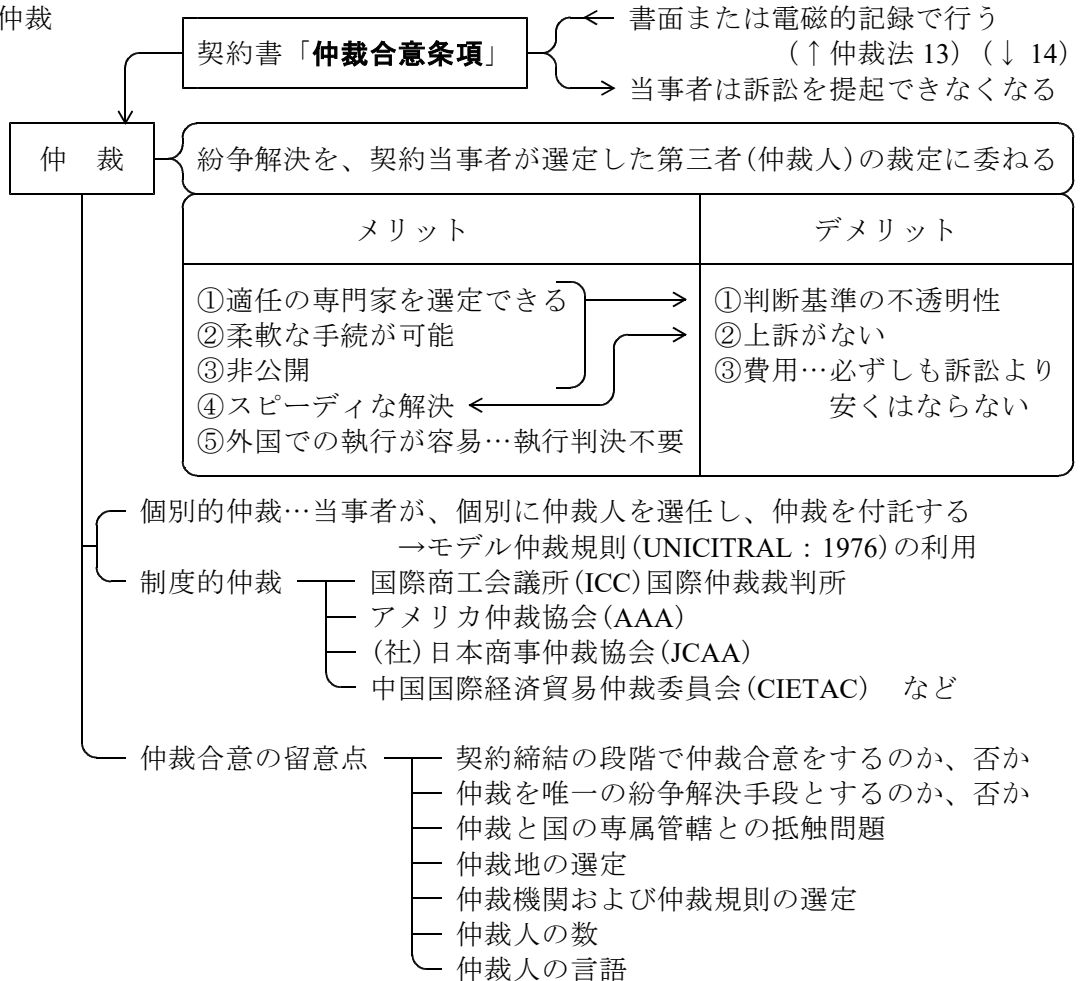 仲裁
書面または電磁的記録で行う
契約書「仲裁合意条項」
(↑仲裁法 13) (↓ 14)
当事者は訴訟を提起できなくなる
仲 裁
紛争解決を、契約当事者が選定した第三者(仲裁人)の裁定に委ねる
メリット
デメリット
①適任の専門家を選定できる
②柔軟な手続が可能
③非公開
④スピーディな解決
⑤外国での執行が容易…執行判決不要
①判断基準の不透明性
②上訴がない
③費用…必ずしも訴訟より
安くはならない
個別的仲裁…当事者が、個別に仲裁人を選任し、仲裁を付託する
→モデル仲裁規則(UNICITRAL：1976)の利用
制度的仲裁
国際商工会議所(ICC)国際仲裁裁判所
アメリカ仲裁協会(AAA)
(社)日本商事仲裁協会(JCAA)
中国国際経済貿易仲裁委員会(CIETAC) など
仲裁合意の留意点
契約締結の段階で仲裁合意をするのか、否か
仲裁を唯一の紛争解決手段とするのか、否か
仲裁と国の専属管轄との抵触問題
仲裁地の選定
仲裁機関および仲裁規則の選定
仲裁人の数
仲裁人の言語